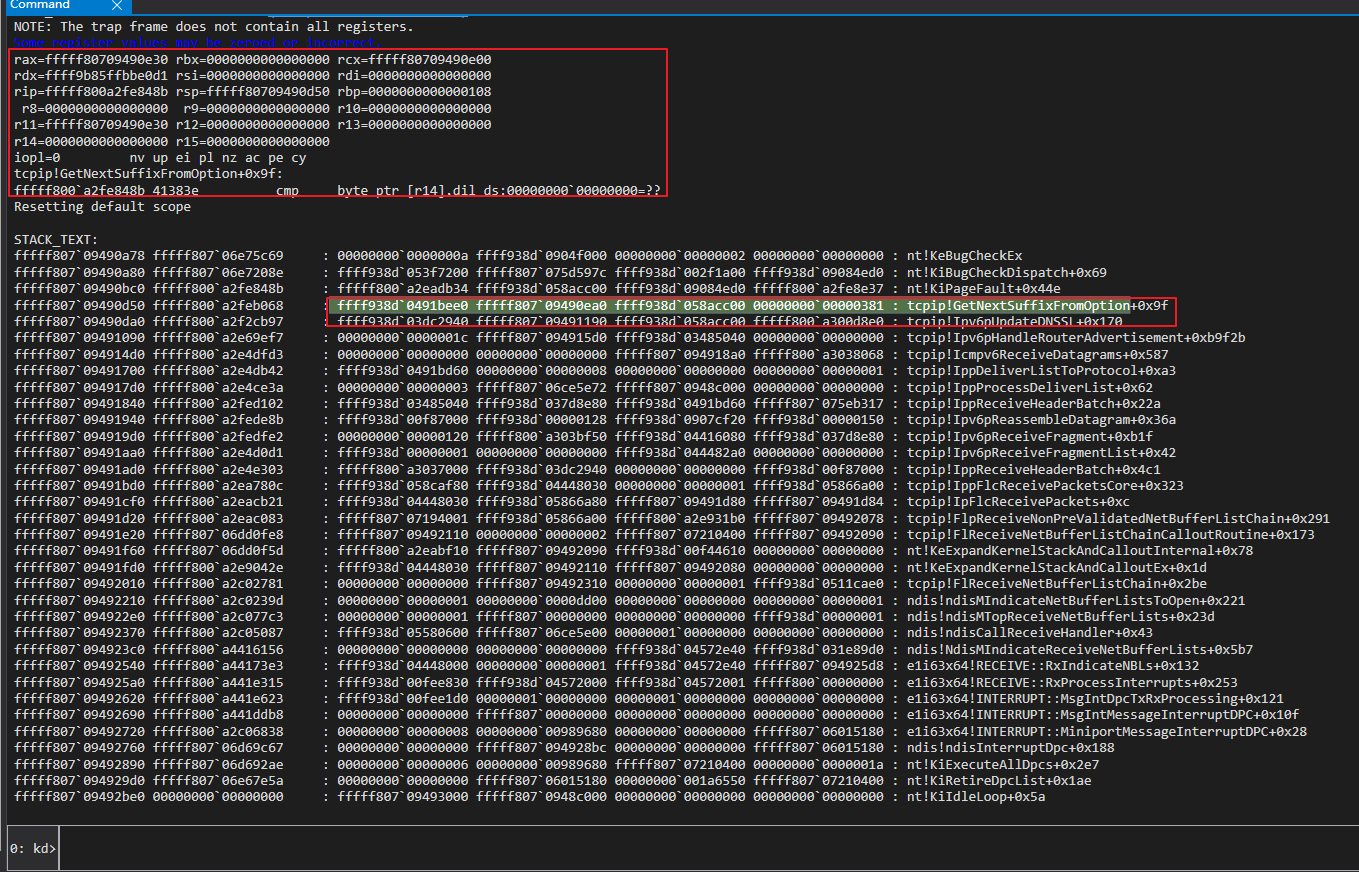 Command
NOTE: The trap frame does not contain all registers.
Some register values may be zeroed or incorrect.
rax=fffff80709490e30 rbx=0000000000000000 rcx=fffff80709490e00
rdx=ffff9b85ffbbe0d1 rsi=0000000000000000 rdi=0000000000000000
rip=fffff800a2fe848b rsp=fffff80709490d50 rbp=0000000000000108
r8=0000000000000000 r9=0000000000000000 r10=0000000000000000
r11=fffff80709490e30 r12=0000000000000000 r13=0000000000000000
r14=0000000000000000 r15=0000000000000000
iopl=0 nv up ei pl nz ac pe cy
tcpip!GetNextSuffixFromOption+0x9f:
fffff800`a2fe848b 41383e cmp byte ptr [r14],dil ds:00000000`00000000=??
Resetting default scope
STACK_TEXT:
fffff807`09490a78 fffff807`06e75c69 : 00000000`0000000a ffff938d`0904f000 00000000`00000002 00000000`00000000 : nt!KeBugCheckEx
fffff807`09490a80 fffff807`06e7208e : ffff938d`053f7200 fffff807`075d597c ffff938d`002f1a00 ffff938d`09084ed0 : nt!KiBugCheckDispatch+0x69
fffff807`09490bc0 fffff800`a2fe848b : fffff800`a2eadb34 ffff938d`058acc00 ffff938d`09084ed0 fffff800`a2fe8e37 : nt!KiPageFault+0x44e
fffff807`09490d50 fffff800`a2feb068 : ffff938d`0491bee0 fffff807`09490ea0 ffff938d`058acc00 00000000`00000381 : tcpip!GetNextSuffixFromOption+0x9f
fffff807`09490da0 fffff800`a2f2cb97 : ffff938d`03dc2940 fffff807`09491190 ffff938d`058acc00 fffff800`a300d8e0 : tcpip!Ipv6pUpdateDNSSL+0x170
fffff807`09491090 fffff800`a2e69ef7 : 00000000`0000001c fffff807`094915d0 ffff938d`03485040 00000000`00000000 : tcpip!Ipv6pHandleRouterAdvertisement+0xb9f2b
fffff807`094914d0 fffff800`a2e4dfd3 : 00000000`00000000 00000000`00000000 fffff807`094918a0 fffff800`a3038068 : tcpip!Icmpv6ReceiveDatagrams+0x587
fffff807`09491700 fffff800`a2e4db42 : ffff938d`0491bd60 00000000`00000008 00000000`00000000 00000000`00000001 : tcpip!IppDeliverListToProtocol+0xa3
fffff807`094917d0 fffff800`a2e4ce3a : 00000000`00000003 fffff807`06ce5e72 fffff807`0948c000 00000000`00000000 : tcpip!IppProcessDeliverList+0x62
fffff807`09491840 fffff800`a2fed102 : ffff938d`03485040 ffff938d`037d8e80 ffff938d`0491bd60 fffff807`075eb317 : tcpip!IppReceiveHeaderBatch+0x22a
fffff807`09491940 fffff800`a2fede8b : ffff938d`00f87000 ffff938d`00000128 ffff938d`0907cf20 ffff938d`00000150 : tcpip!Ipv6pReassembleDatagram+0x36a
fffff807`094919d0 fffff800`a2fedfe2 : 00000000`00000120 fffff800`a303bf50 ffff938d`04416080 ffff938d`037d8e80 : tcpip!Ipv6pReceiveFragment+0xb1f
fffff807`09491aa0 fffff800`a2e4d0d1 : ffff938d`00000001 00000000`00000000 ffff938d`044482a0 00000000`00000000 : tcpip!Ipv6pReceiveFragmentList+0x42
fffff807`09491ad0 fffff800`a2e4e303 : fffff800`a3037000 ffff938d`03dc2940 00000000`00000000 ffff938d`00f87000 : tcpip!IppReceiveHeaderBatch+0x4c1
fffff807`09491bd0 fffff800`a2ea780c : ffff938d`058caf80 ffff938d`04448030 00000000`00000001 ffff938d`05866a00 : tcpip!IppFlcReceivePacketsCore+0x323
fffff807`09491cf0 fffff800`a2eacb21 : ffff938d`04448030 ffff938d`05866a80 fffff807`09491d80 fffff807`09491d84 : tcpip!IpFlcReceivePackets+0xc
fffff807`09491d20 fffff800`a2eac083 : fffff807`07194001 ffff938d`05866a00 fffff800`a2e931b0 fffff807`09492078 : tcpip!FlpReceiveNonPreValidatedNetBufferListChain+0x291
fffff807`09491e20 fffff807`06dd0fe8 : fffff807`09492110 00000000`00000002 fffff807`07210400 fffff807`09492090 : tcpip!FlReceiveNetBufferListChainCalloutRoutine+0x173
fffff807`09491f60 fffff807`06dd0f5d : fffff800`a2eabf10 fffff807`09492090 ffff938d`00f44610 00000000`00000000 : nt!KeExpandKernelStackAndCalloutInternal+0x78
fffff807`09491fd0 fffff800`a2e9042e : ffff938d`04448030 fffff807`09492110 fffff807`09492080 00000000`00000000 : nt!KeExpandKernelStackAndCalloutEx+0x1d
fffff807`09492010 fffff800`a2c02781 : 00000000`00000000 fffff807`09492310 00000000`00000001 ffff938d`0511cae0 : tcpip!FlReceiveNetBufferListChain+0x2be
fffff807`09492210 fffff800`a2c0239d : 00000000`00000001 00000000`0000dd00 00000000`00000000 00000000`00000001 : ndis!ndisMIndicateNetBufferListsToOpen+0x221
fffff807`094922e0 fffff800`a2c077c3 : 00000000`00000001 fffff807`00000000 00000000`00000000 ffff938d`00000001 : ndis!ndisMTopReceiveNetBufferLists+0x23d
fffff807`09492370 fffff800`a2c05087 : ffff938d`05580600 fffff807`06ce5e00 00000001`00000000 00000000`00000000 : ndis!ndisCallReceiveHandler+0x43
fffff807`094923c0 fffff800`a4416156 : 00000000`00000000 00000000`00000000 ffff938d`04572e40 ffff938d`031e89d0 : ndis!NdisMIndicateReceiveNetBufferLists+0x5b7
fffff807`09492540 fffff800`a44173e3 : ffff938d`04448000 00000000`00000001 ffff938d`04572e40 fffff807`094925d8 : e1i63x64!RECEIVE::RxIndicateNBLs+0x132
fffff807`094925a0 fffff800`a441e315 : ffff938d`00fee830 ffff938d`04572000 ffff938d`04572001 fffff800`00000000 : e1i63x64!RECEIVE::RxProcessInterrupts+0x253
fffff807`09492620 fffff800`a441e623 : ffff938d`00fee1d0 00000001`00000000 00000001`00000000 00000000`00000000 : e1i63x64!INTERRUPT::MsgIntDpcTxRxProcessing+0x121
fffff807`09492690 fffff800`a441ddb8 : 00000000`00000000 fffff807`00000000 00000000`00000000 00000000`00000000 : e1i63x64!INTERRUPT::MsgIntMessageInterruptDPC+0x10f
fffff807`09492720 fffff800`a2c06838 : 00000000`00000008 00000000`00989680 00000000`00000000 fffff807`06015180 : e1i63x64!INTERRUPT::MiniportMessageInterruptDPC+0x28
fffff807`09492760 fffff807`06d69c67 : 00000000`00000000 fffff807`094928bc 00000000`00000000 fffff807`06015180 : ndis!ndisInterruptDpc+0x188
fffff807`09492890 fffff807`06d692ae : 00000000`00000006 00000000`00989680 fffff807`07210400 00000000`0000001a : nt!KiExecuteAllDpcs+0x2e7
fffff807`094929d0 fffff807`06e67e5a : 00000000`00000000 fffff807`06015180 00000000`001a6550 fffff807`07210400 : nt!KiRetireDpcList+0x1ae
fffff807`09492be0 00000000`00000000 : fffff807`09493000 fffff807`0948c000 00000000`00000000 00000000`00000000 : nt!KiIdleLoop+0x5a
0: kd>